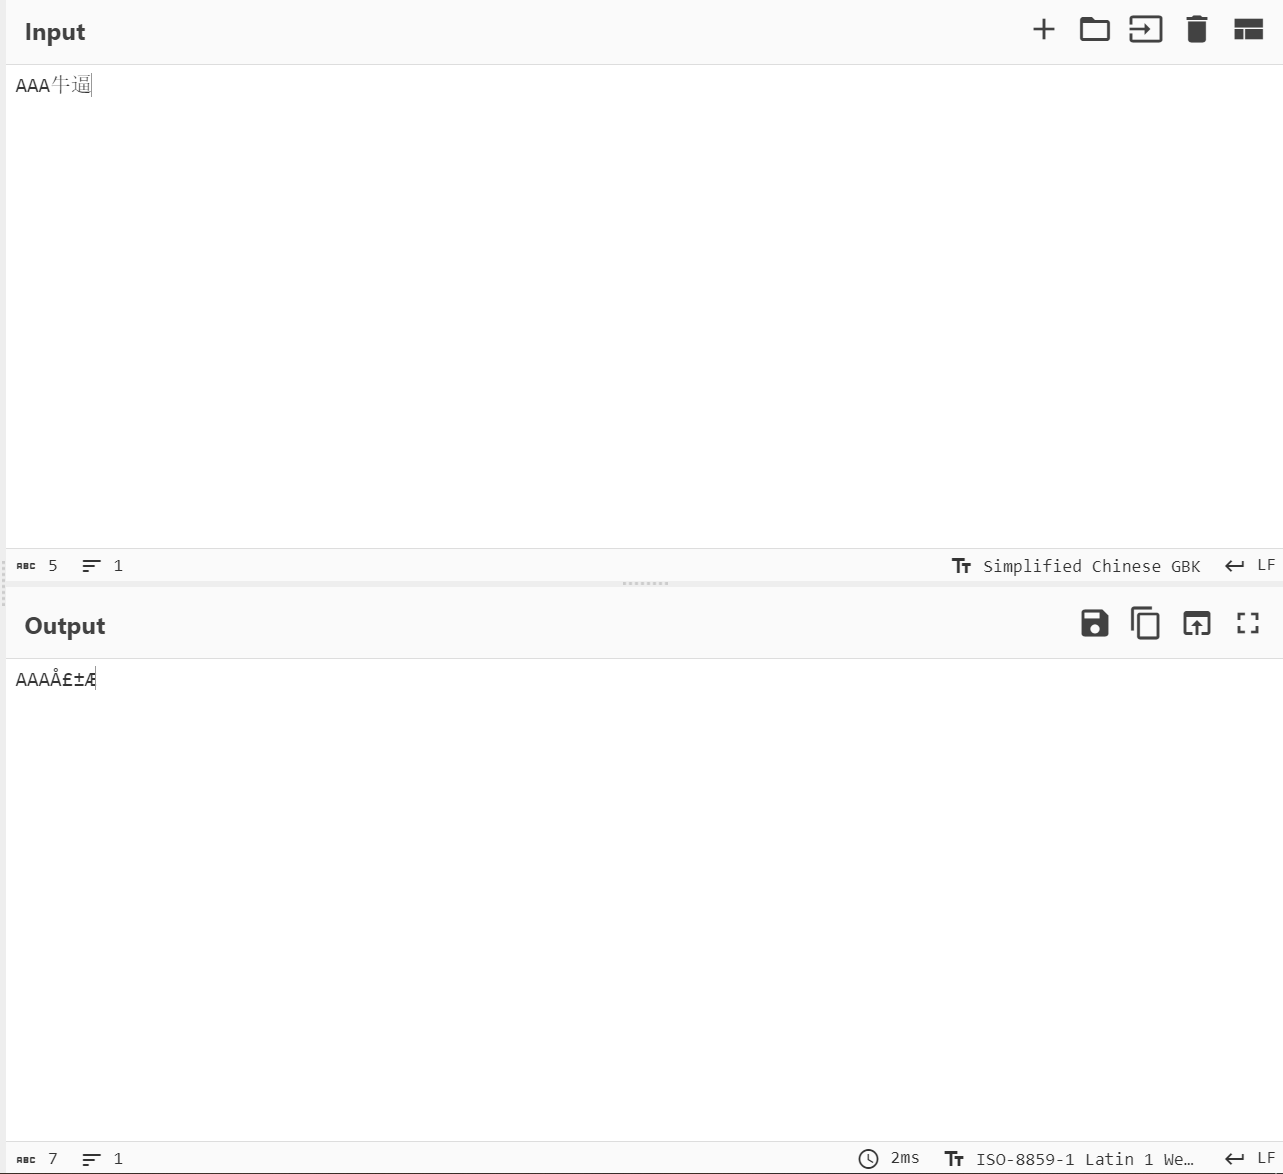 Input
AAA牛逼
ABC 5 1 Simplified Chinese GBK LF
Output
AAAÅ£±Æ
ABC 7 1 2ms Tт ISO-8859-1 Latin 1 We… LF